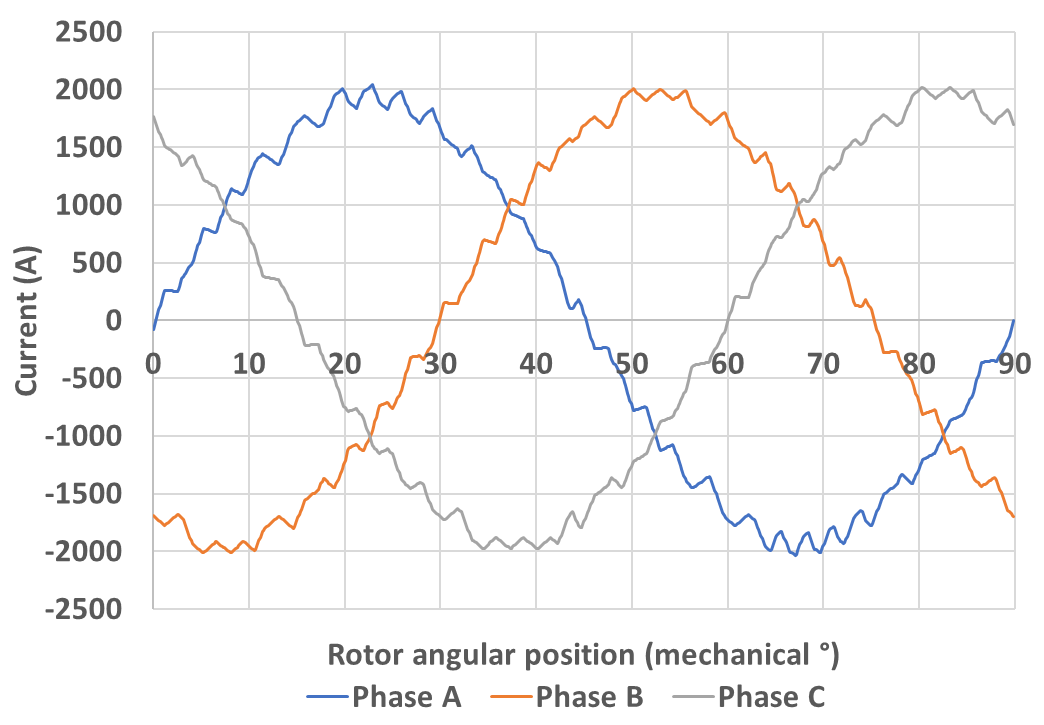 2500
2000
1500
1000
500
0
-500
-1000
-1500
-2000
-2500
Current (A)
0 10 20 30 40 50 60 70 80 90
Rotor angular position (mechanical °)
Phase A Phase B Phase C